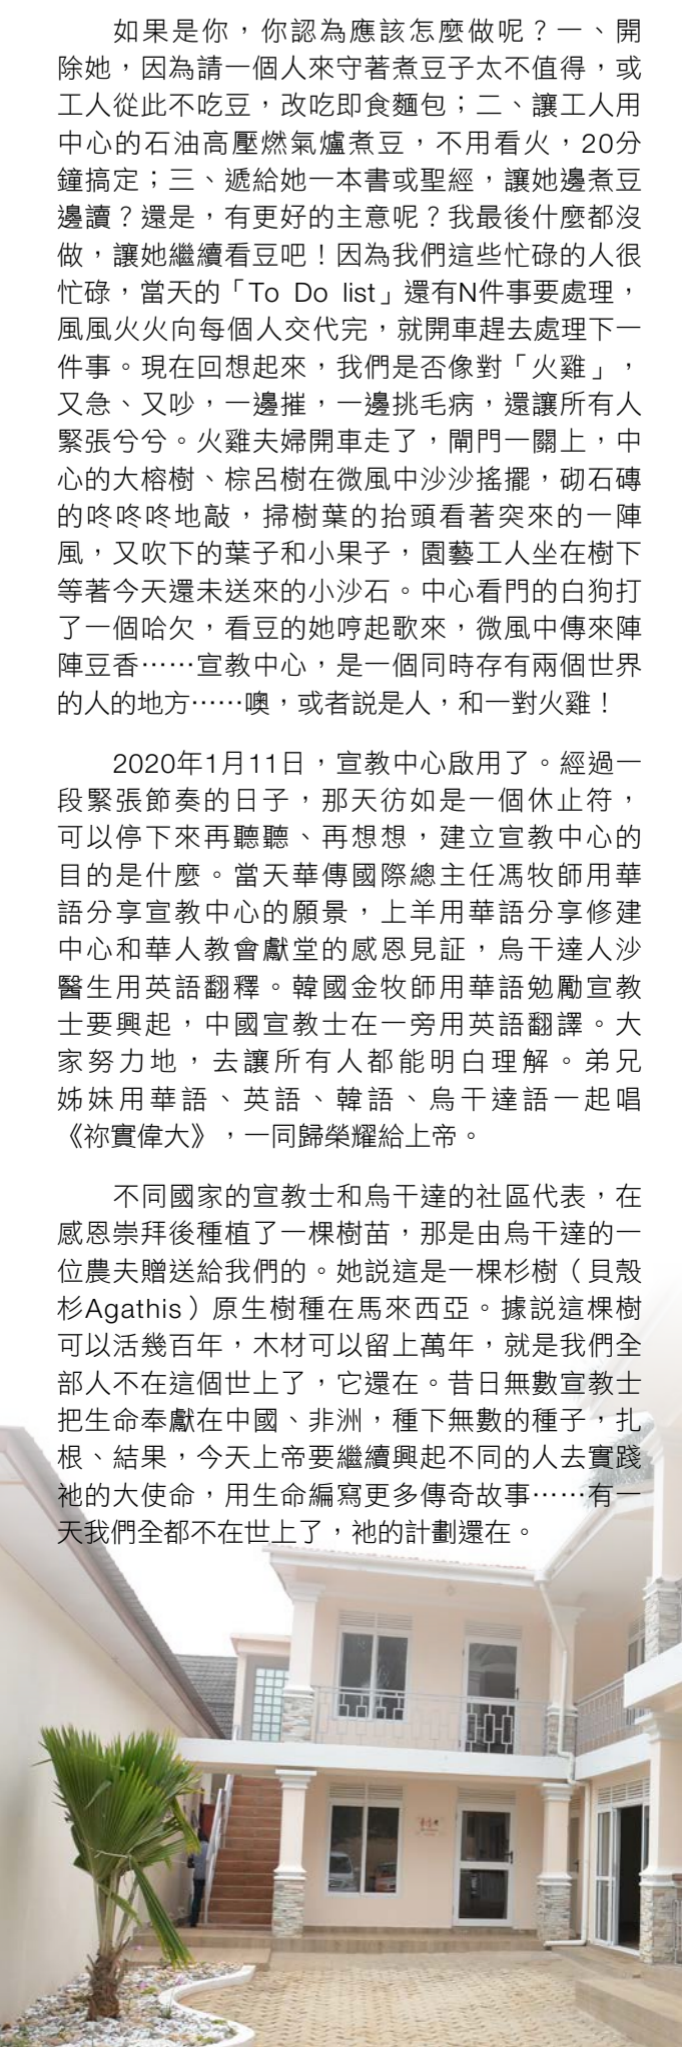 如果是你，你認為應該怎麼做呢？一、開
除她，因為請一個人來守著煮豆子太不值得，或
工人從此不吃豆，改吃即食麵包；二、讓工人用
中心的石油高壓燃氣爐煮豆，不用看火，20分
鐘搞定；三、遞給她一本書或聖經，讓她邊煮豆
邊讀？還是，有更好的主意呢？我最後什麼都沒
做，讓她繼續看豆吧！因為我們這些忙碌的人很
忙碌，當天的「To Do list」還有N件事要處理，
風風火火向每個人交代完，就開車趕去處理下一
件事。現在回想起來，我們是否像對「火雞」，
又急、又吵，一邊摧，一邊挑毛病，還讓所有人
緊張兮兮。火雞夫婦開車走了，閘門一關上，中
心的大榕樹、棕呂樹在微風中沙沙搖擺，砌石磚
的咚咚咚地敲，掃樹葉的抬頭看著突來的一陣
風，又吹下的葉子和小果子，園藝工人坐在樹下
等著今天還未送來的小沙石。中心看門的白狗打
了一個哈欠，看豆的她哼起歌來，微風中傳來陣
陣豆香……宣教中心，是一個同時存有兩個世界
的人的地方……噢，或者説是人，和一對火雞！
2020年1月11日，宣教中心啟用了。經過一
段緊張節奏的日子，那天彷如是一個休止符，
可以停下來再聽聽、再想想，建立宣教中心的
目的是什麼。當天華傳國際總主任馮牧師用華
語分享宣教中心的願景，上羊用華語分享修建
中心和華人教會獻堂的感恩見証，烏干達人沙
醫生用英語翻釋。韓國金牧師用華語勉勵宣教
士要興起，中國宣教士在一旁用英語翻譯。大
家努力地，去讓所有人都能明白理解。弟兄
姊妹用華語、英語、韓語、烏干達語一起唱
《祢實偉大》，一同歸榮耀給上帝。
不同國家的宣教士和烏干達的社區代表，在
感恩崇拜後種植了一棵樹苗，那是由烏干達的一
位農夫贈送給我們的。她説這是一棵杉樹（貝殼
杉Agathis）原生樹種在馬來西亞。據説這棵樹
可以活幾百年，木材可以留上萬年，就是我們全
部人不在這個世上了，它還在。昔日無數宣教士
把生命奉獻在中國、非洲，種下無數的種子，扎
根、結果，今天上帝要繼續興起不同的人去實踐
祂的大使命，用生命編寫更多傳奇故事……有一
天我們全都不在世上了，祂的計劃還在。